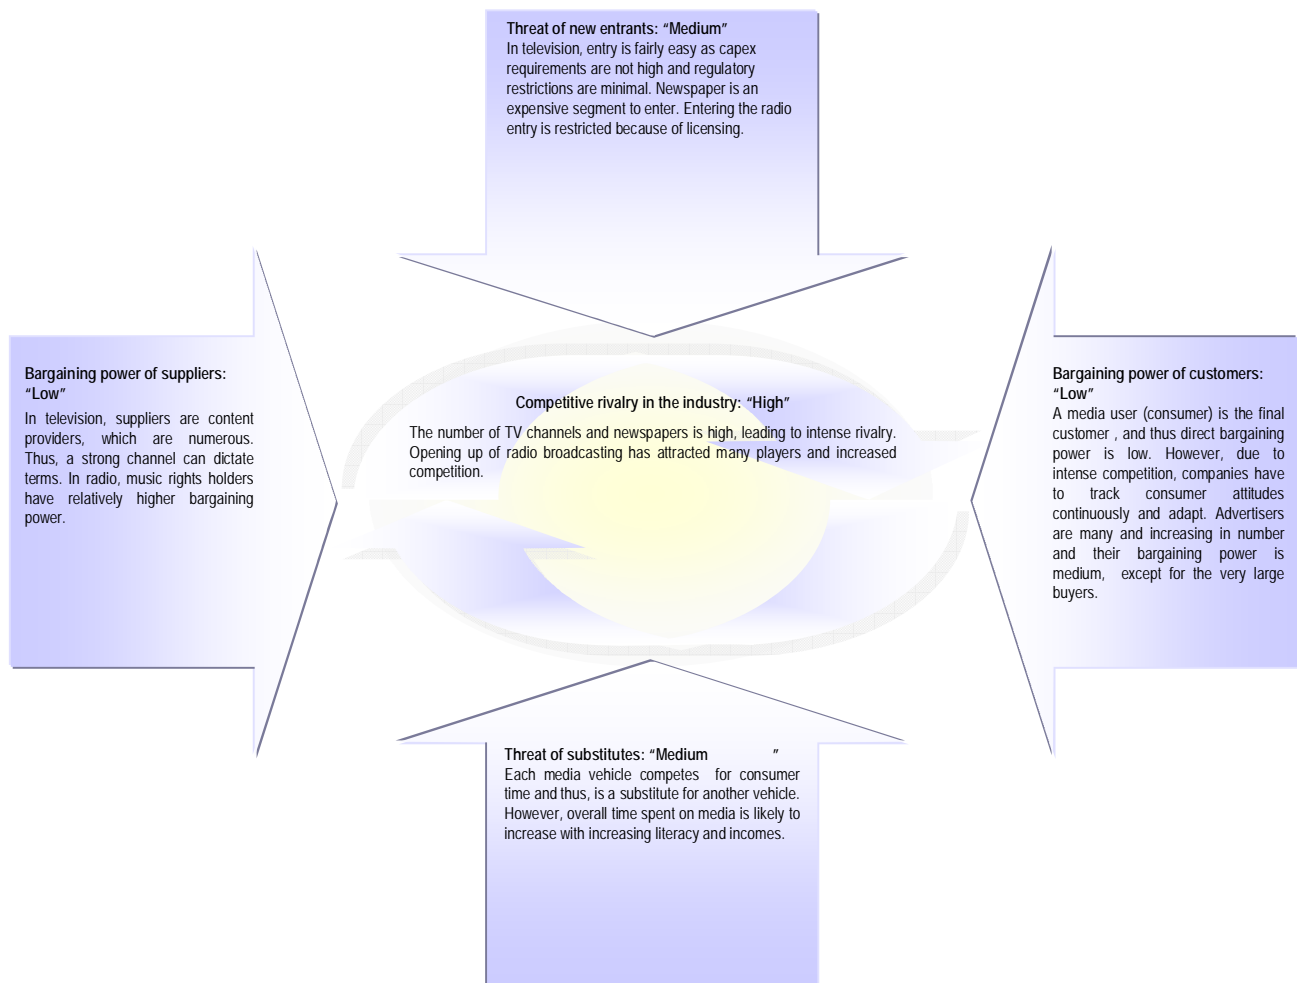 Threat of new entrants: “Medium”
In television, entry is fairly easy as capex
requirements are not high and regulatory
restrictions are minimal. Newspaper is an
expensive segment to enter. Entering the radio
entry is restricted because of licensing.
Bargaining power of suppliers:
“Low”
In television, suppliers are content
providers, which are numerous.
Thus, a strong channel can dictate
terms. In radio, music rights holders
have relatively higher bargaining
power.
Competitive rivalry in the industry: “High”
The number of TV channels and newspapers is high, leading to intense rivalry.
Opening up of radio broadcasting has attracted many players and increased
competition.
Bargaining power of customers:
“Low”
A media user (consumer) is the final
customer , and thus direct bargaining
power is low. However, due to
intense competition, companies have
to track consumer attitudes
continuously and adapt. Advertisers
are many and increasing in number
and their bargaining power is
medium, except for the very large
buyers.
Threat of substitutes: “Medium ”
Each media vehicle competes for consumer
time and thus, is a substitute for another vehicle.
However, overall time spent on media is likely to
increase with increasing literacy and incomes.